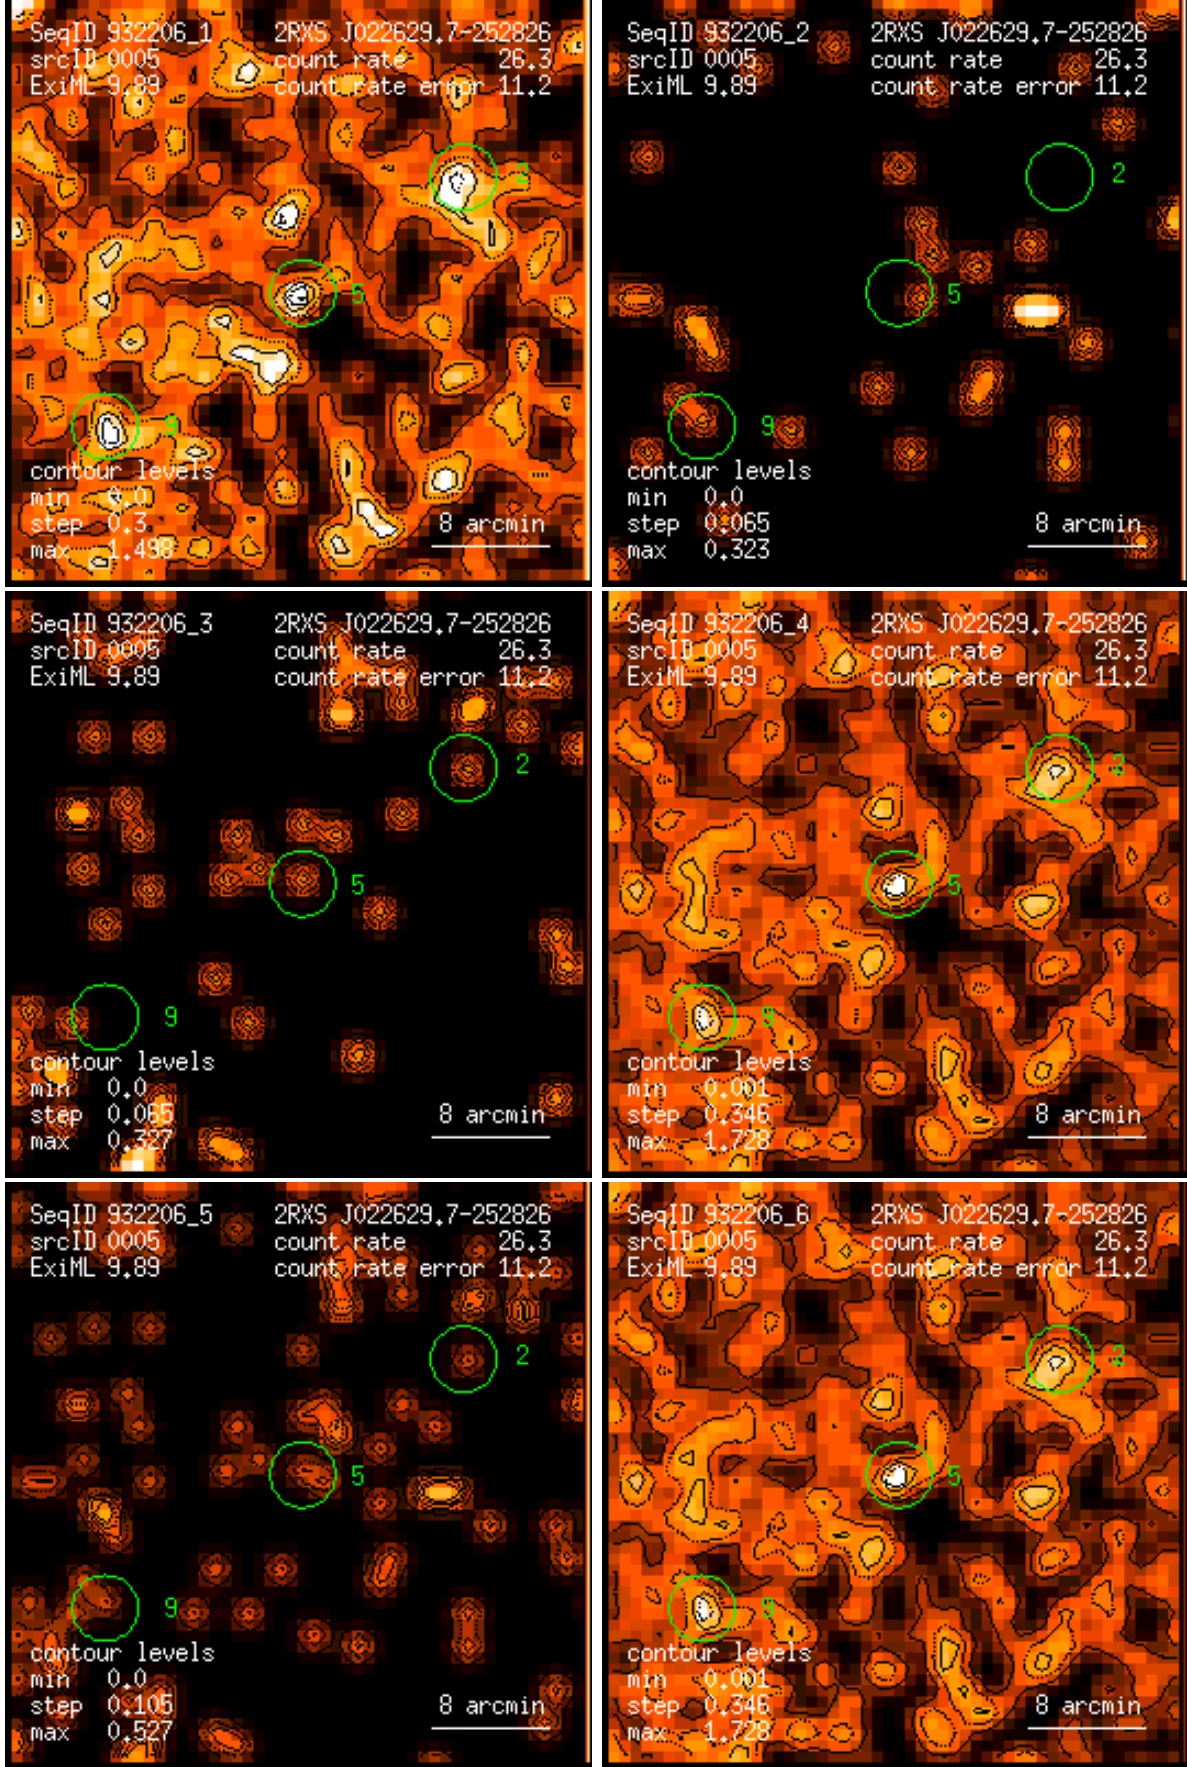 SeqID 932206_1 2RXS J022629.7-252826
srcID 0005 count rate 26.3
ExiML 9.89 count rate error 11.2
2
5
9
contour levels
min 0.0
step 0.3
max 1.498
8 arcmin
SeqID 932206_2 2RXS J022629.7-252826
srcID 0005 count rate 26.3
ExiML 9.89 count rate error 11.2
2
5
9
contour levels
min 0.0
step 0.065
max 0.323
8 arcmin
SeqID 932206_3 2RXS J022629.7-252826
srcID 0005 count rate 26.3
ExiML 9.89 count rate error 11.2
2
5
9
contour levels
min 0.0
step 0.065
max 0.327
8 arcmin
SeqID 932206_4 2RXS J022629.7-252826
srcID 0005 count rate 26.3
ExiML 9.89 count rate error 11.2
2
5
9
contour levels
min 0.001
step 0.346
max 1.728
8 arcmin
SeqID 932206_5 2RXS J022629.7-252826
srcID 0005 count rate 26.3
ExiML 9.89 count rate error 11.2
2
5
9
contour levels
min 0.0
step 0.105
max 0.527
8 arcmin
SeqID 932206_6 2RXS J022629.7-252826
srcID 0005 count rate 26.3
ExiML 9.89 count rate error 11.2
2
5
9
contour levels
min 0.001
step 0.346
max 1.728
8 arcmin